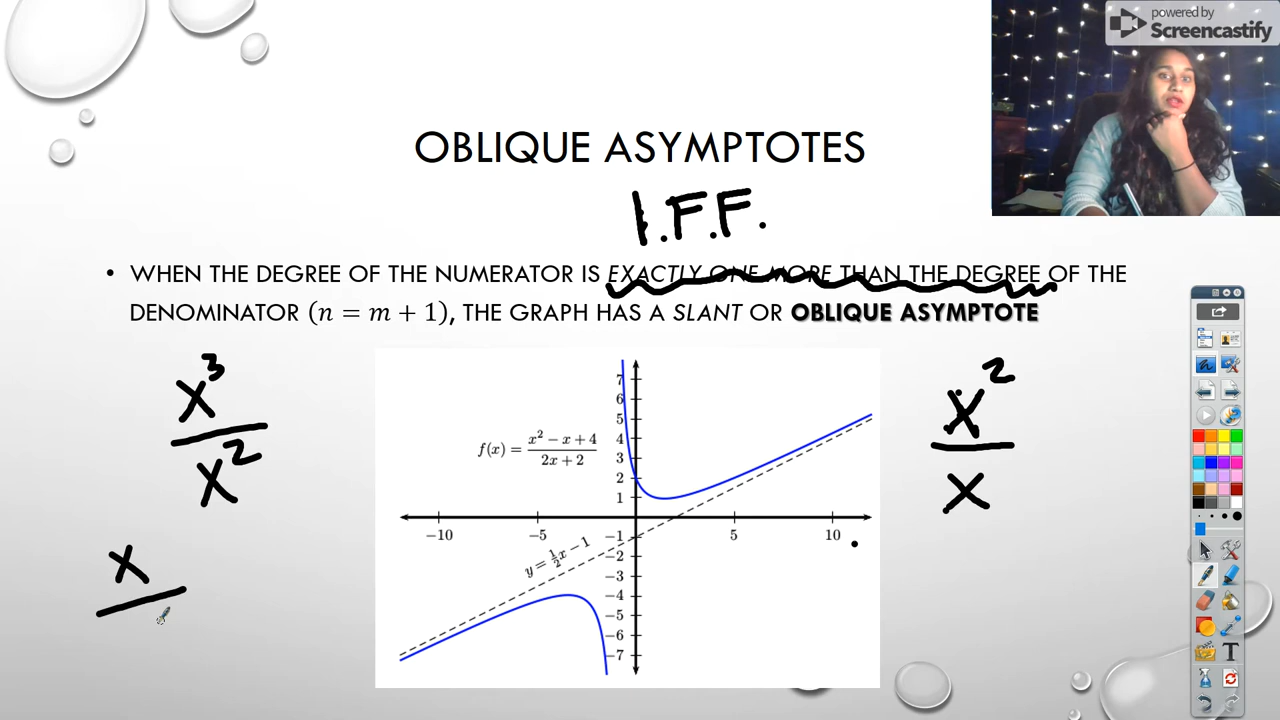 powered by
Screencastify
OBLIQUE ASYMPTOTES
I.F.F.
• WHEN THE DEGREE OF THE NUMERATOR IS EXACTLY ONE MORE THAN THE DEGREE OF THE
DENOMINATOR (n = m + 1), THE GRAPH HAS A SLANT OR OBLIQUE ASYMPTOTE
x³
x²
x
f(x) = x² − x + 4 / 2x + 2
y = ½x − 1
7
6
5
4
3
2
1
−10
−5
5
10
−1
−2
−3
−4
−5
−6
−7
x²
x
T